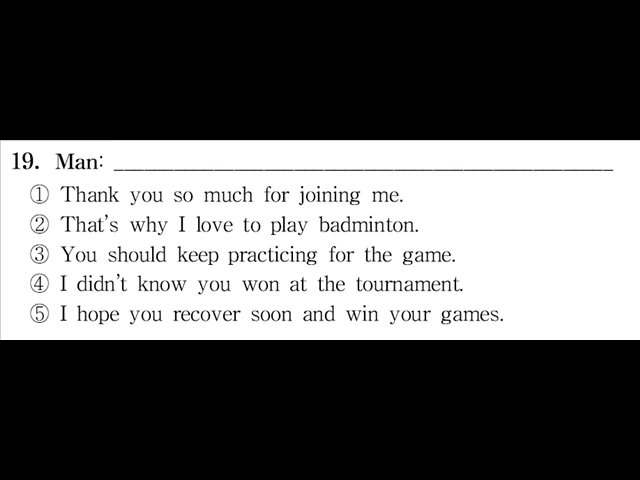 19. Man: ____________________________________________
① Thank you so much for joining me.
② That's why I love to play badminton.
③ You should keep practicing for the game.
④ I didn't know you won at the tournament.
⑤ I hope you recover soon and win your games.